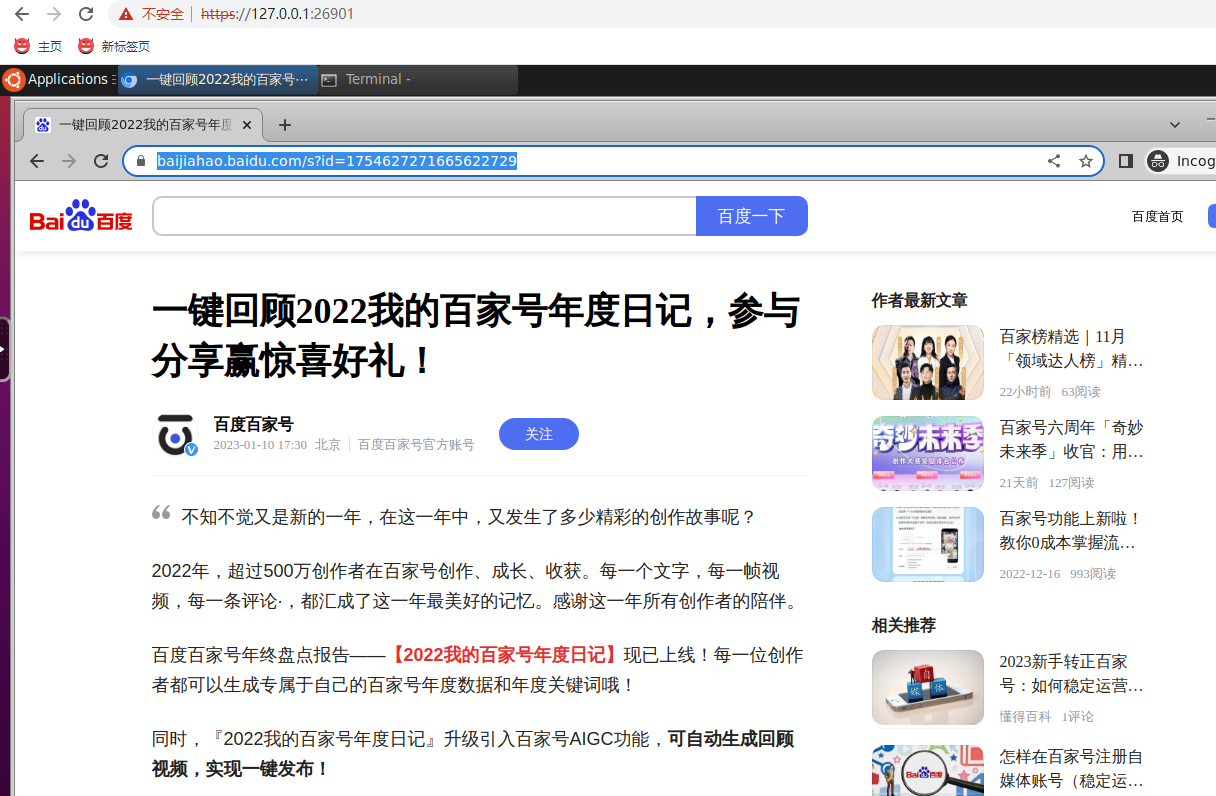 不安全 https://127.0.0.1:26901
主页 新标签页
Applications 一键回顾2022我的百家号… Terminal -
一键回顾2022我的百家号年度
baijiahao.baidu.com/s?id=1754627271665622729 Incog
Bai du 百度 百度一下 百度首页
一键回顾2022我的百家号年度日记，参与
分享赢惊喜好礼！
百度百家号
2023-01-10 17:30 北京 百度百家号官方账号
关注
不知不觉又是新的一年，在这一年中，又发生了多少精彩的创作故事呢？
2022年，超过500万创作者在百家号创作、成长、收获。每一个文字，每一帧视
频，每一条评论·，都汇成了这一年最美好的记忆。感谢这一年所有创作者的陪伴。
百度百家号年终盘点报告——【2022我的百家号年度日记】现已上线！每一位创作
者都可以生成专属于自己的百家号年度数据和年度关键词哦！
同时，『2022我的百家号年度日记』升级引入百家号AIGC功能，可自动生成回顾
视频，实现一键发布！
作者最新文章
百家榜精选｜11月
「领域达人榜」精…
22小时前 63阅读
奇妙未来季
创作大赛奖励排名公布
百家号六周年「奇妙
未来季」收官：用…
21天前 127阅读
百家号功能上新啦！
教你0成本掌握流…
2022-12-16 993阅读
相关推荐
自
媒 体
2023新手转正百家
号：如何稳定运营…
懂得百科 1评论
Bai 百度
怎样在百家号注册自
媒体账号（稳定运…